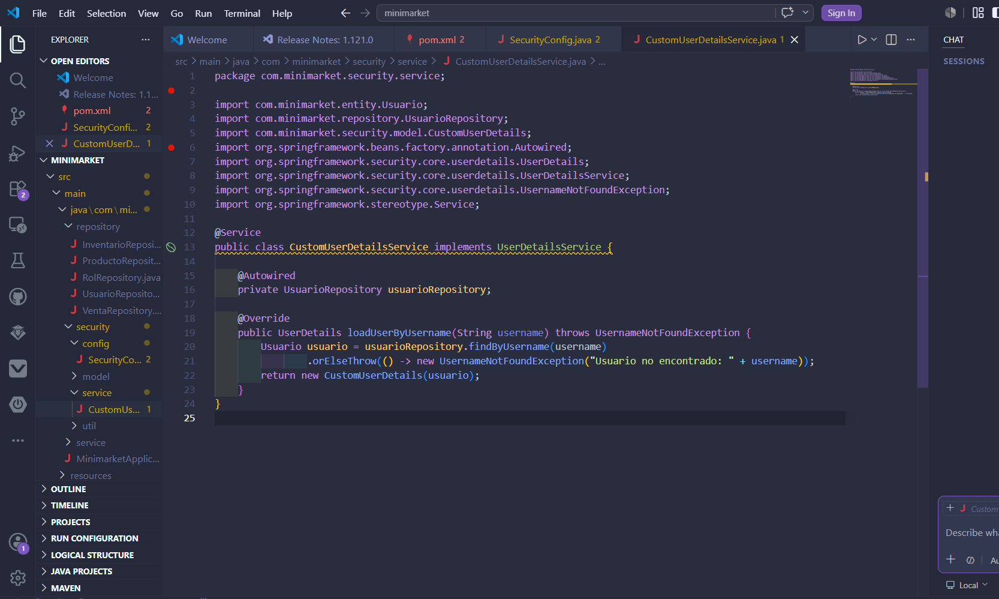 File Edit Selection View Go Run Terminal Help
minimarket
Sign In
EXPLORER
OPEN EDITORS
Welcome
Release Notes: 1.1...
pom.xml 2
SecurityConfi... 2
CustomUserD... 1
MINIMARKET
src
main
java\com\mi...
repository
InventarioReposi...
ProductoReposit...
RolRepository.java
UsuarioReposito...
VentaRepository....
security
config
SecurityCo... 2
model
service
CustomUs... 1
util
service
MinimarketApplic...
resources
OUTLINE
TIMELINE
PROJECTS
RUN CONFIGURATION
LOGICAL STRUCTURE
JAVA PROJECTS
MAVEN
2
1
Welcome
Release Notes: 1.121.0
pom.xml 2
SecurityConfig.java 2
CustomUserDetailsService.java 1
src > main > java > com > minimarket > security > service > CustomUserDetailsService.java > ...
1 package com.minimarket.security.service;
2
3 import com.minimarket.entity.Usuario;
4 import com.minimarket.repository.UsuarioRepository;
5 import com.minimarket.security.model.CustomUserDetails;
6 import org.springframework.beans.factory.annotation.Autowired;
7 import org.springframework.security.core.userdetails.UserDetails;
8 import org.springframework.security.core.userdetails.UserDetailsService;
9 import org.springframework.security.core.userdetails.UsernameNotFoundException;
10 import org.springframework.stereotype.Service;
11
12 @Service
13 public class CustomUserDetailsService implements UserDetailsService {
14
15 @Autowired
16 private UsuarioRepository usuarioRepository;
17
18 @Override
19 public UserDetails loadUserByUsername(String username) throws UsernameNotFoundException {
20 Usuario usuario = usuarioRepository.findByUsername(username)
21 .orElseThrow(() -> new UsernameNotFoundException("Usuario no encontrado: " + username));
22 return new CustomUserDetails(usuario);
23 }
24 }
25
CHAT
SESSIONS
Custom
Describe wha
Au
Local